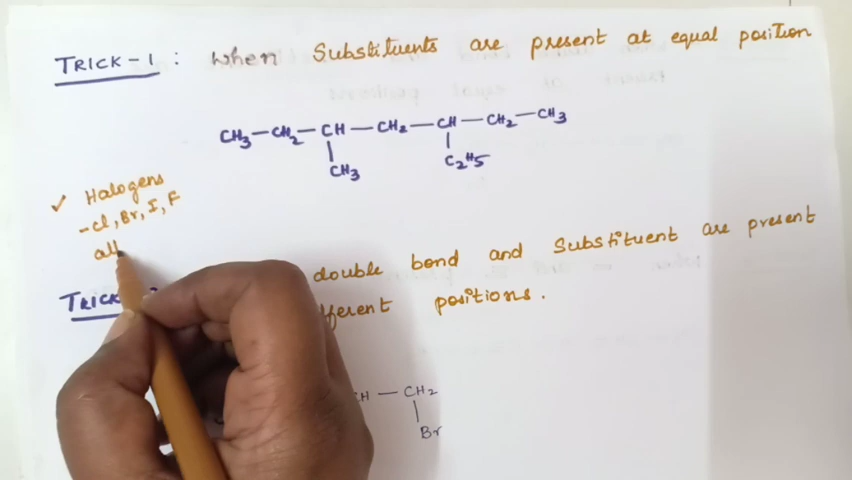 TRICK-1 : When Substituents are present at equal position
CH3-CH2-CH-CH2-CH-CH2-CH3
CH3 C2H5
✓ Halogens
-Cl, Br, I, F
double bond and Substituent are present
positions.
CH2
Br